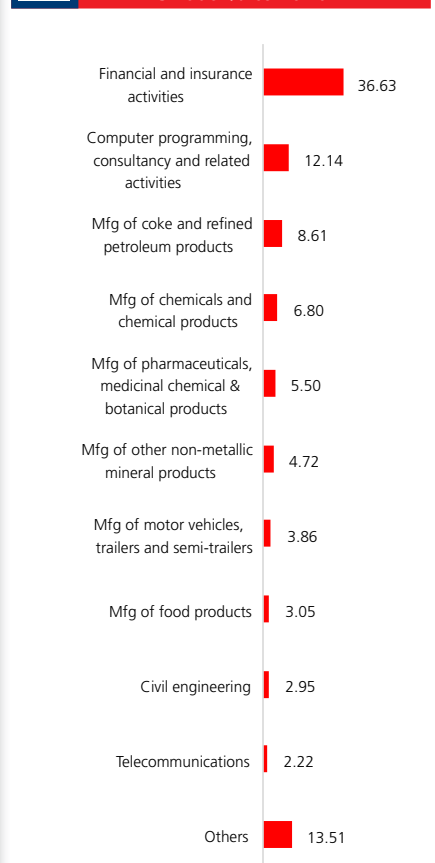 Financial and insurance
activities
36.63
Computer programming,
consultancy and related
activities
12.14
Mfg of coke and refined
petroleum products
8.61
Mfg of chemicals and
chemical products
6.80
Mfg of pharmaceuticals,
medicinal chemical &
botanical products
5.50
Mfg of other non-metallic
mineral products
4.72
Mfg of motor vehicles,
trailers and semi-trailers
3.86
Mfg of food products
3.05
Civil engineering
2.95
Telecommunications
2.22
Others
13.51